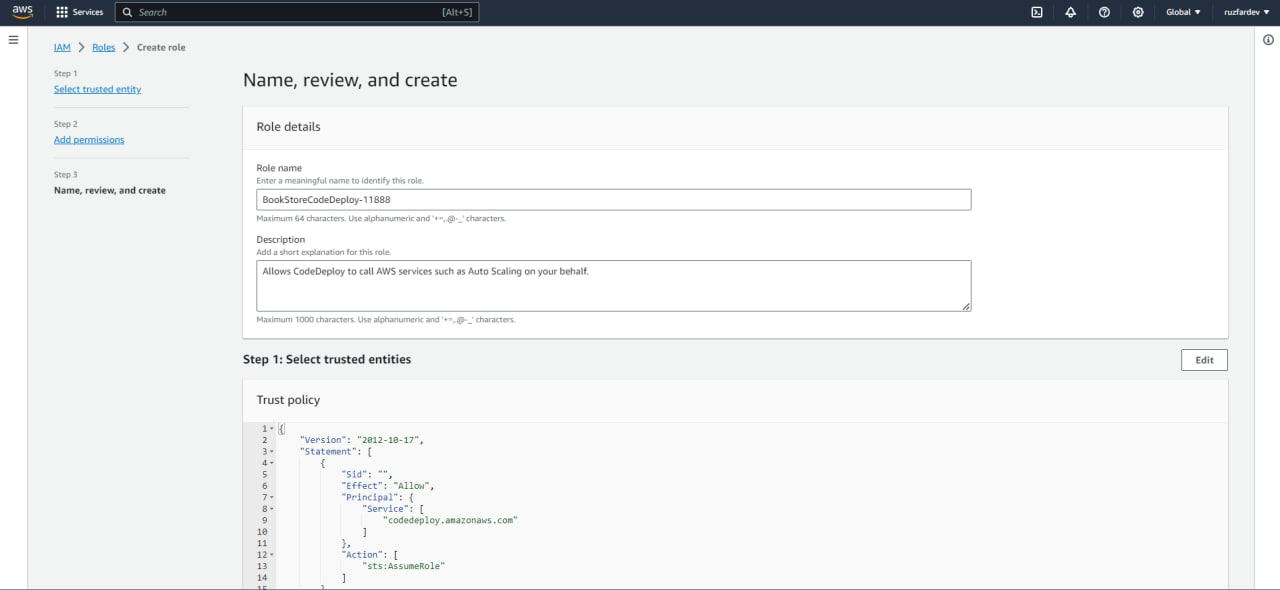 aws
Services
Search
[Alt+S]
Global
ruzfardev
IAM > Roles > Create role
Step 1
Select trusted entity
Step 2
Add permissions
Step 3
Name, review, and create
Name, review, and create
Role details
Role name
Enter a meaningful name to identify this role.
BookStoreCodeDeploy-11888
Maximum 64 characters. Use alphanumeric and '+=,.@-_' characters.
Description
Add a short explanation for this role.
Allows CodeDeploy to call AWS services such as Auto Scaling on your behalf.
Maximum 1000 characters. Use alphanumeric and '+=,.@-_' characters.
Step 1: Select trusted entities
Edit
Trust policy
1 {
2 "Version": "2012-10-17",
3 "Statement": [
4 {
5 "Sid": "",
6 "Effect": "Allow",
7 "Principal": {
8 "Service": [
9 "codedeploy.amazonaws.com"
10 ]
11 },
12 "Action": [
13 "sts:AssumeRole"
14 ]
15 }